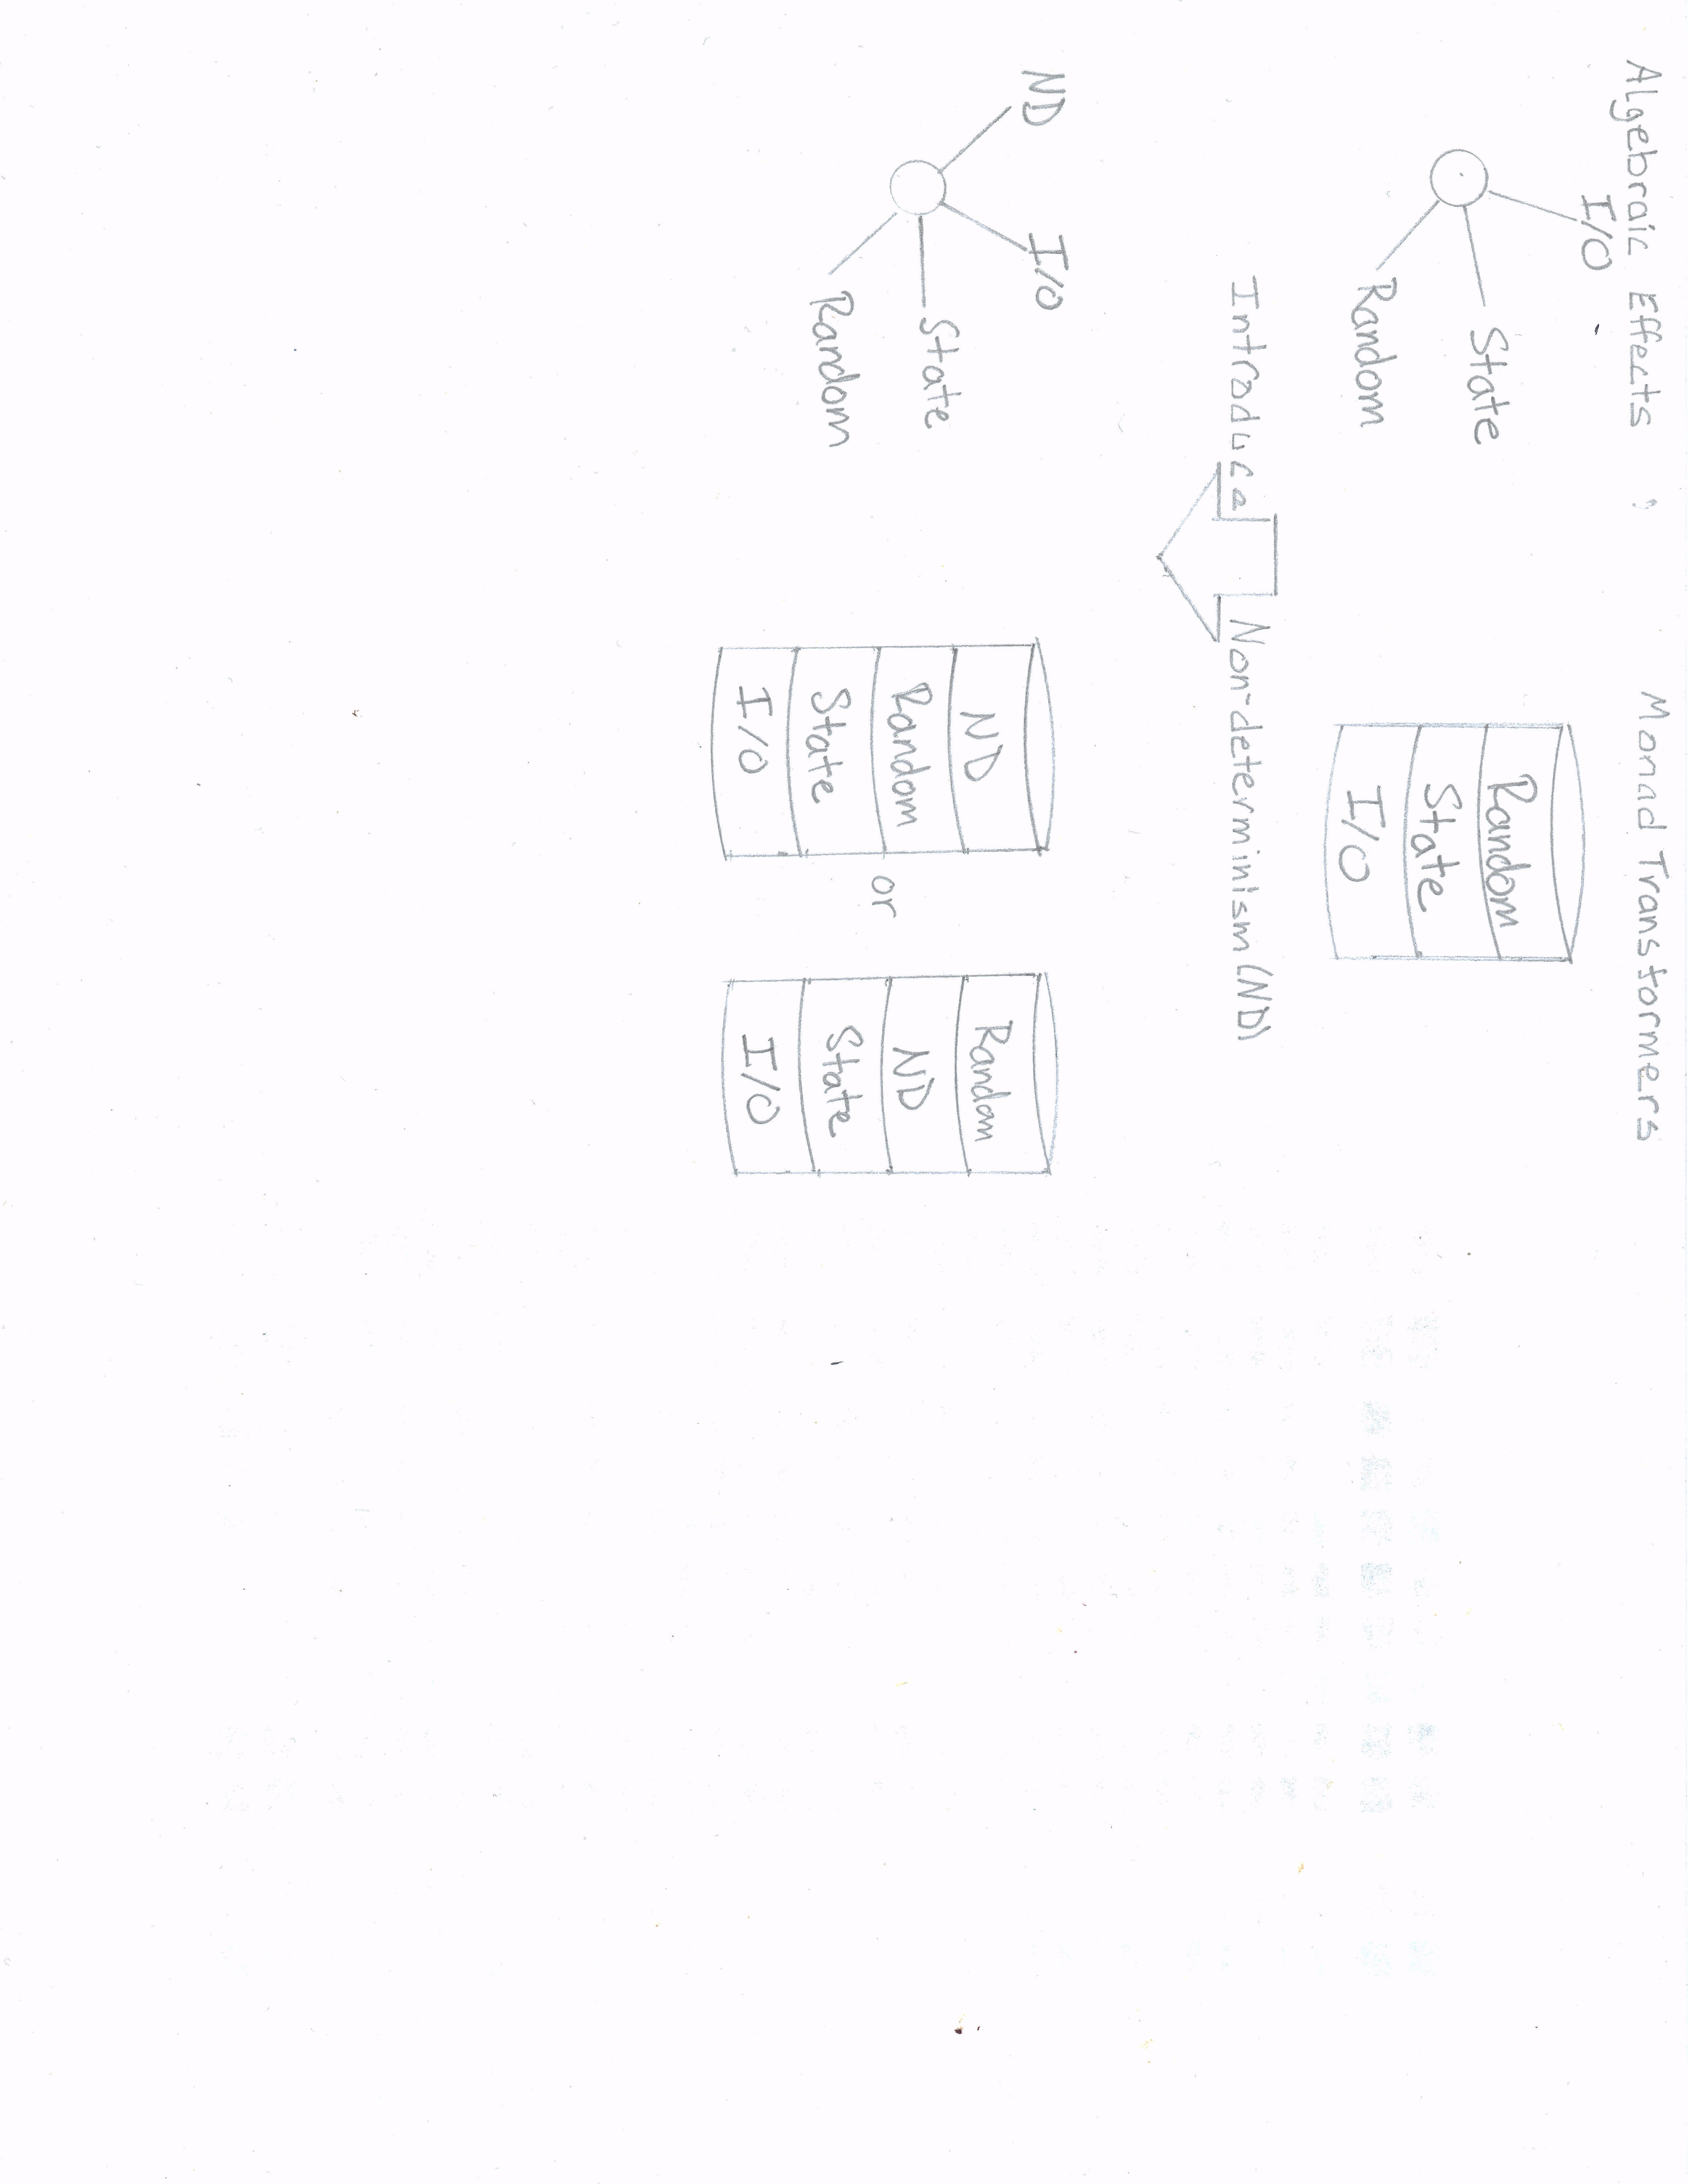 Algebraic Effects ; Monad Transformers
I/O
State
Random
Random
State
I/O
Introduce Non-determinism (ND)
ND
I/O
State
Random
ND
Random
State
I/O
or
Random
ND
State
I/O